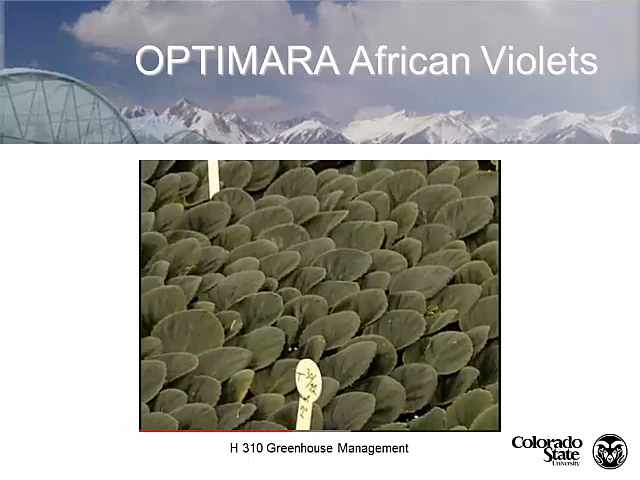 OPTIMARA African Violets
H 310 Greenhouse Management
Colorado
State
University